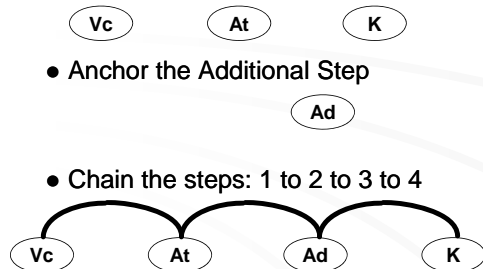 Vc At K
● Anchor the Additional Step
Ad
● Chain the steps: 1 to 2 to 3 to 4
Vc At Ad K